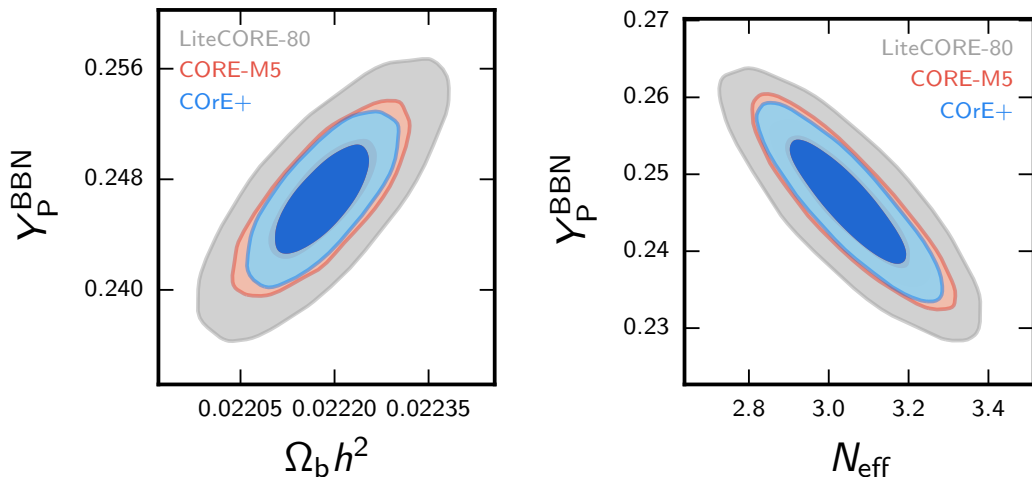 LiteCORE-80
CORE-M5
COrE+
0.256
0.248
0.240
Y_P^BBN
0.02205 0.02220 0.02235
Ω_b h²
LiteCORE-80
CORE-M5
COrE+
0.27
0.26
0.25
0.24
0.23
Y_P^BBN
2.8 3.0 3.2 3.4
N_eff